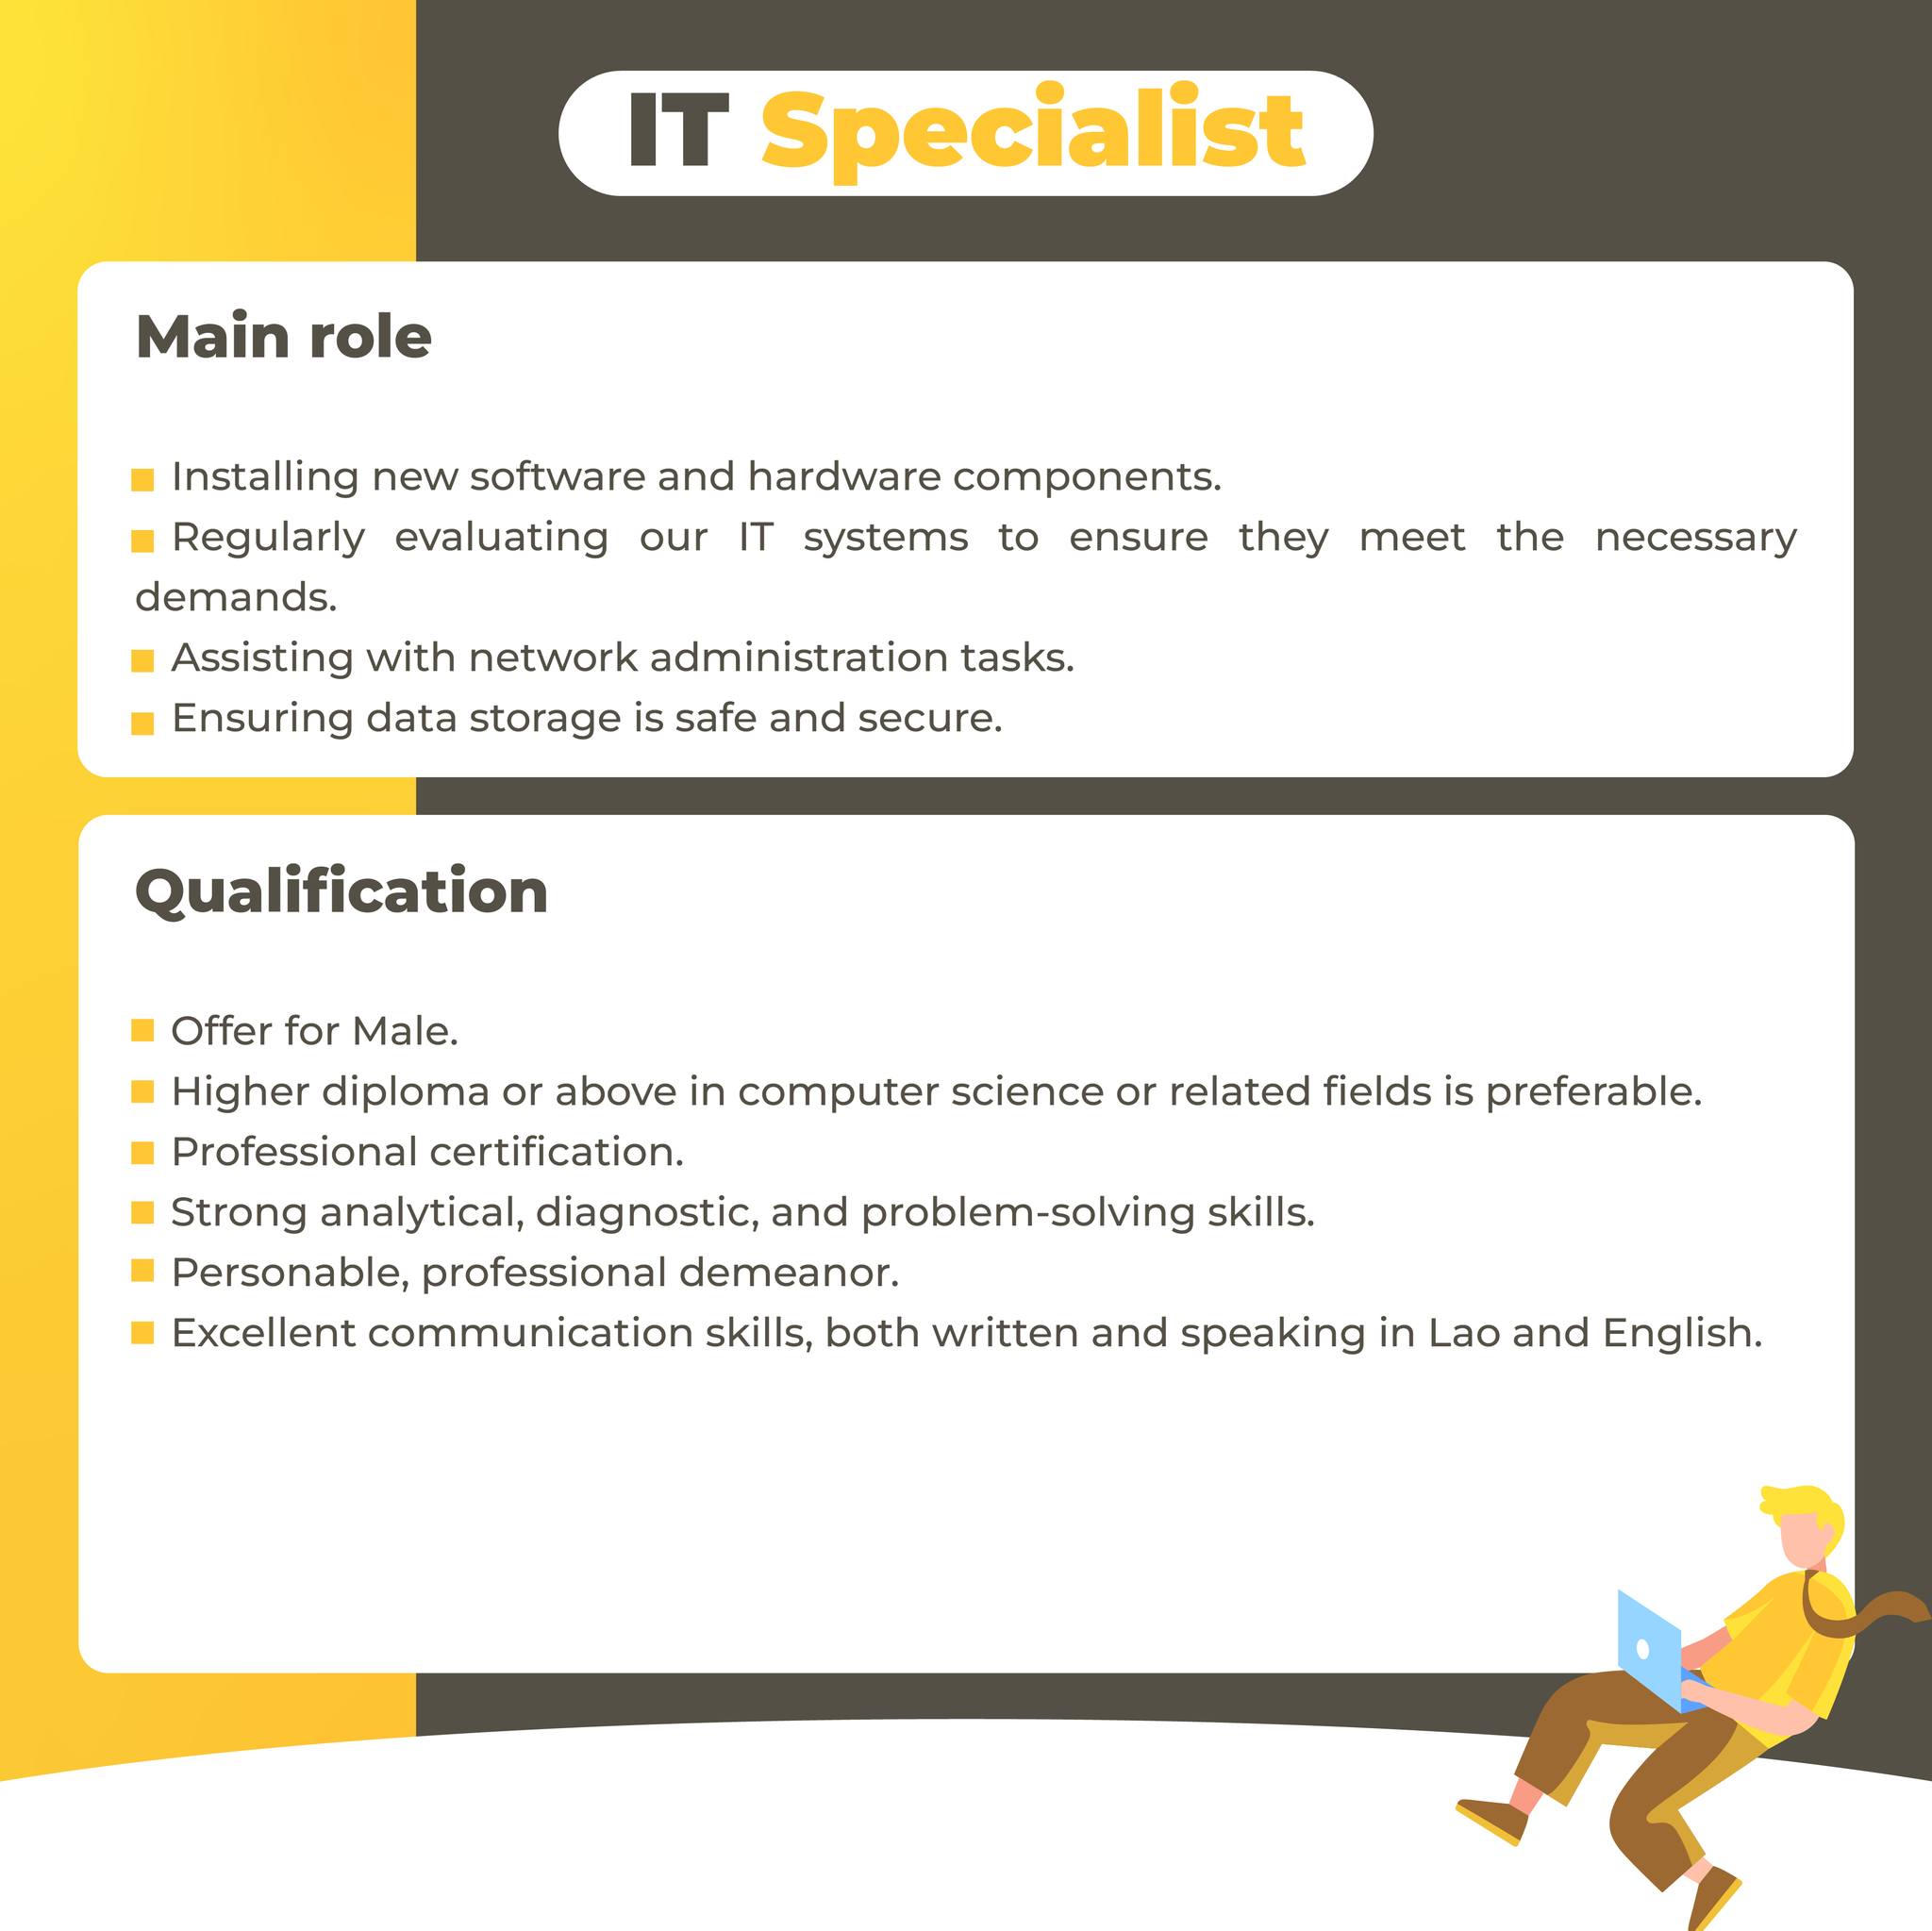 IT Specialist
Main role
Installing new software and hardware components.
Regularly evaluating our IT systems to ensure they meet the necessary
demands.
Assisting with network administration tasks.
Ensuring data storage is safe and secure.
Qualification
Offer for Male.
Higher diploma or above in computer science or related fields is preferable.
Professional certification.
Strong analytical, diagnostic, and problem-solving skills.
Personable, professional demeanor.
Excellent communication skills, both written and speaking in Lao and English.